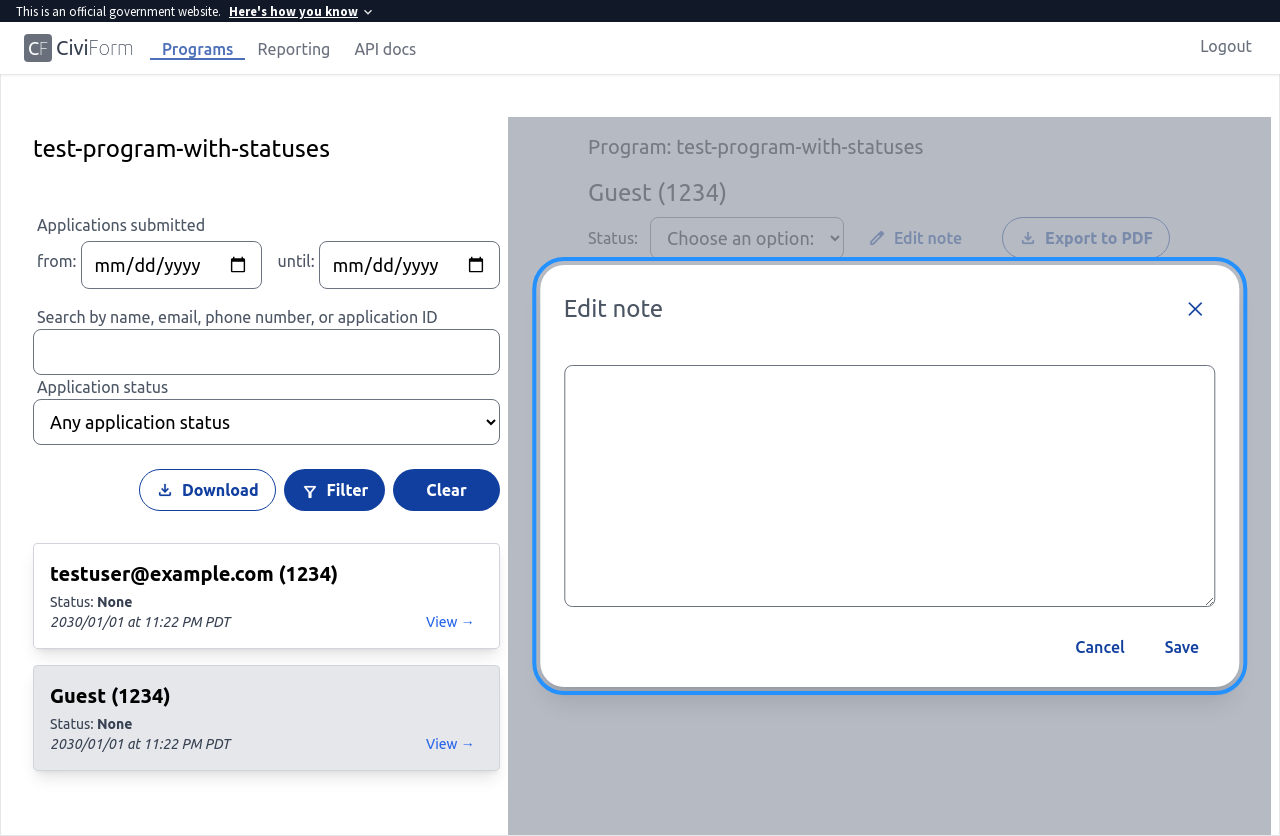 This is an official government website. Here's how you know
CF CiviForm Programs Reporting API docs Logout
test-program-with-statuses
Applications submitted
from: mm/dd/yyyy until: mm/dd/yyyy
Search by name, email, phone number, or application ID
Application status
Any application status
Download Filter Clear
testuser@example.com (1234)
Status: None
2030/01/01 at 11:22 PM PDT View →
Guest (1234)
Status: None
2030/01/01 at 11:22 PM PDT View →
Program: test-program-with-statuses
Guest (1234)
Status: Choose an option: Edit note Export to PDF
Edit note
Cancel Save